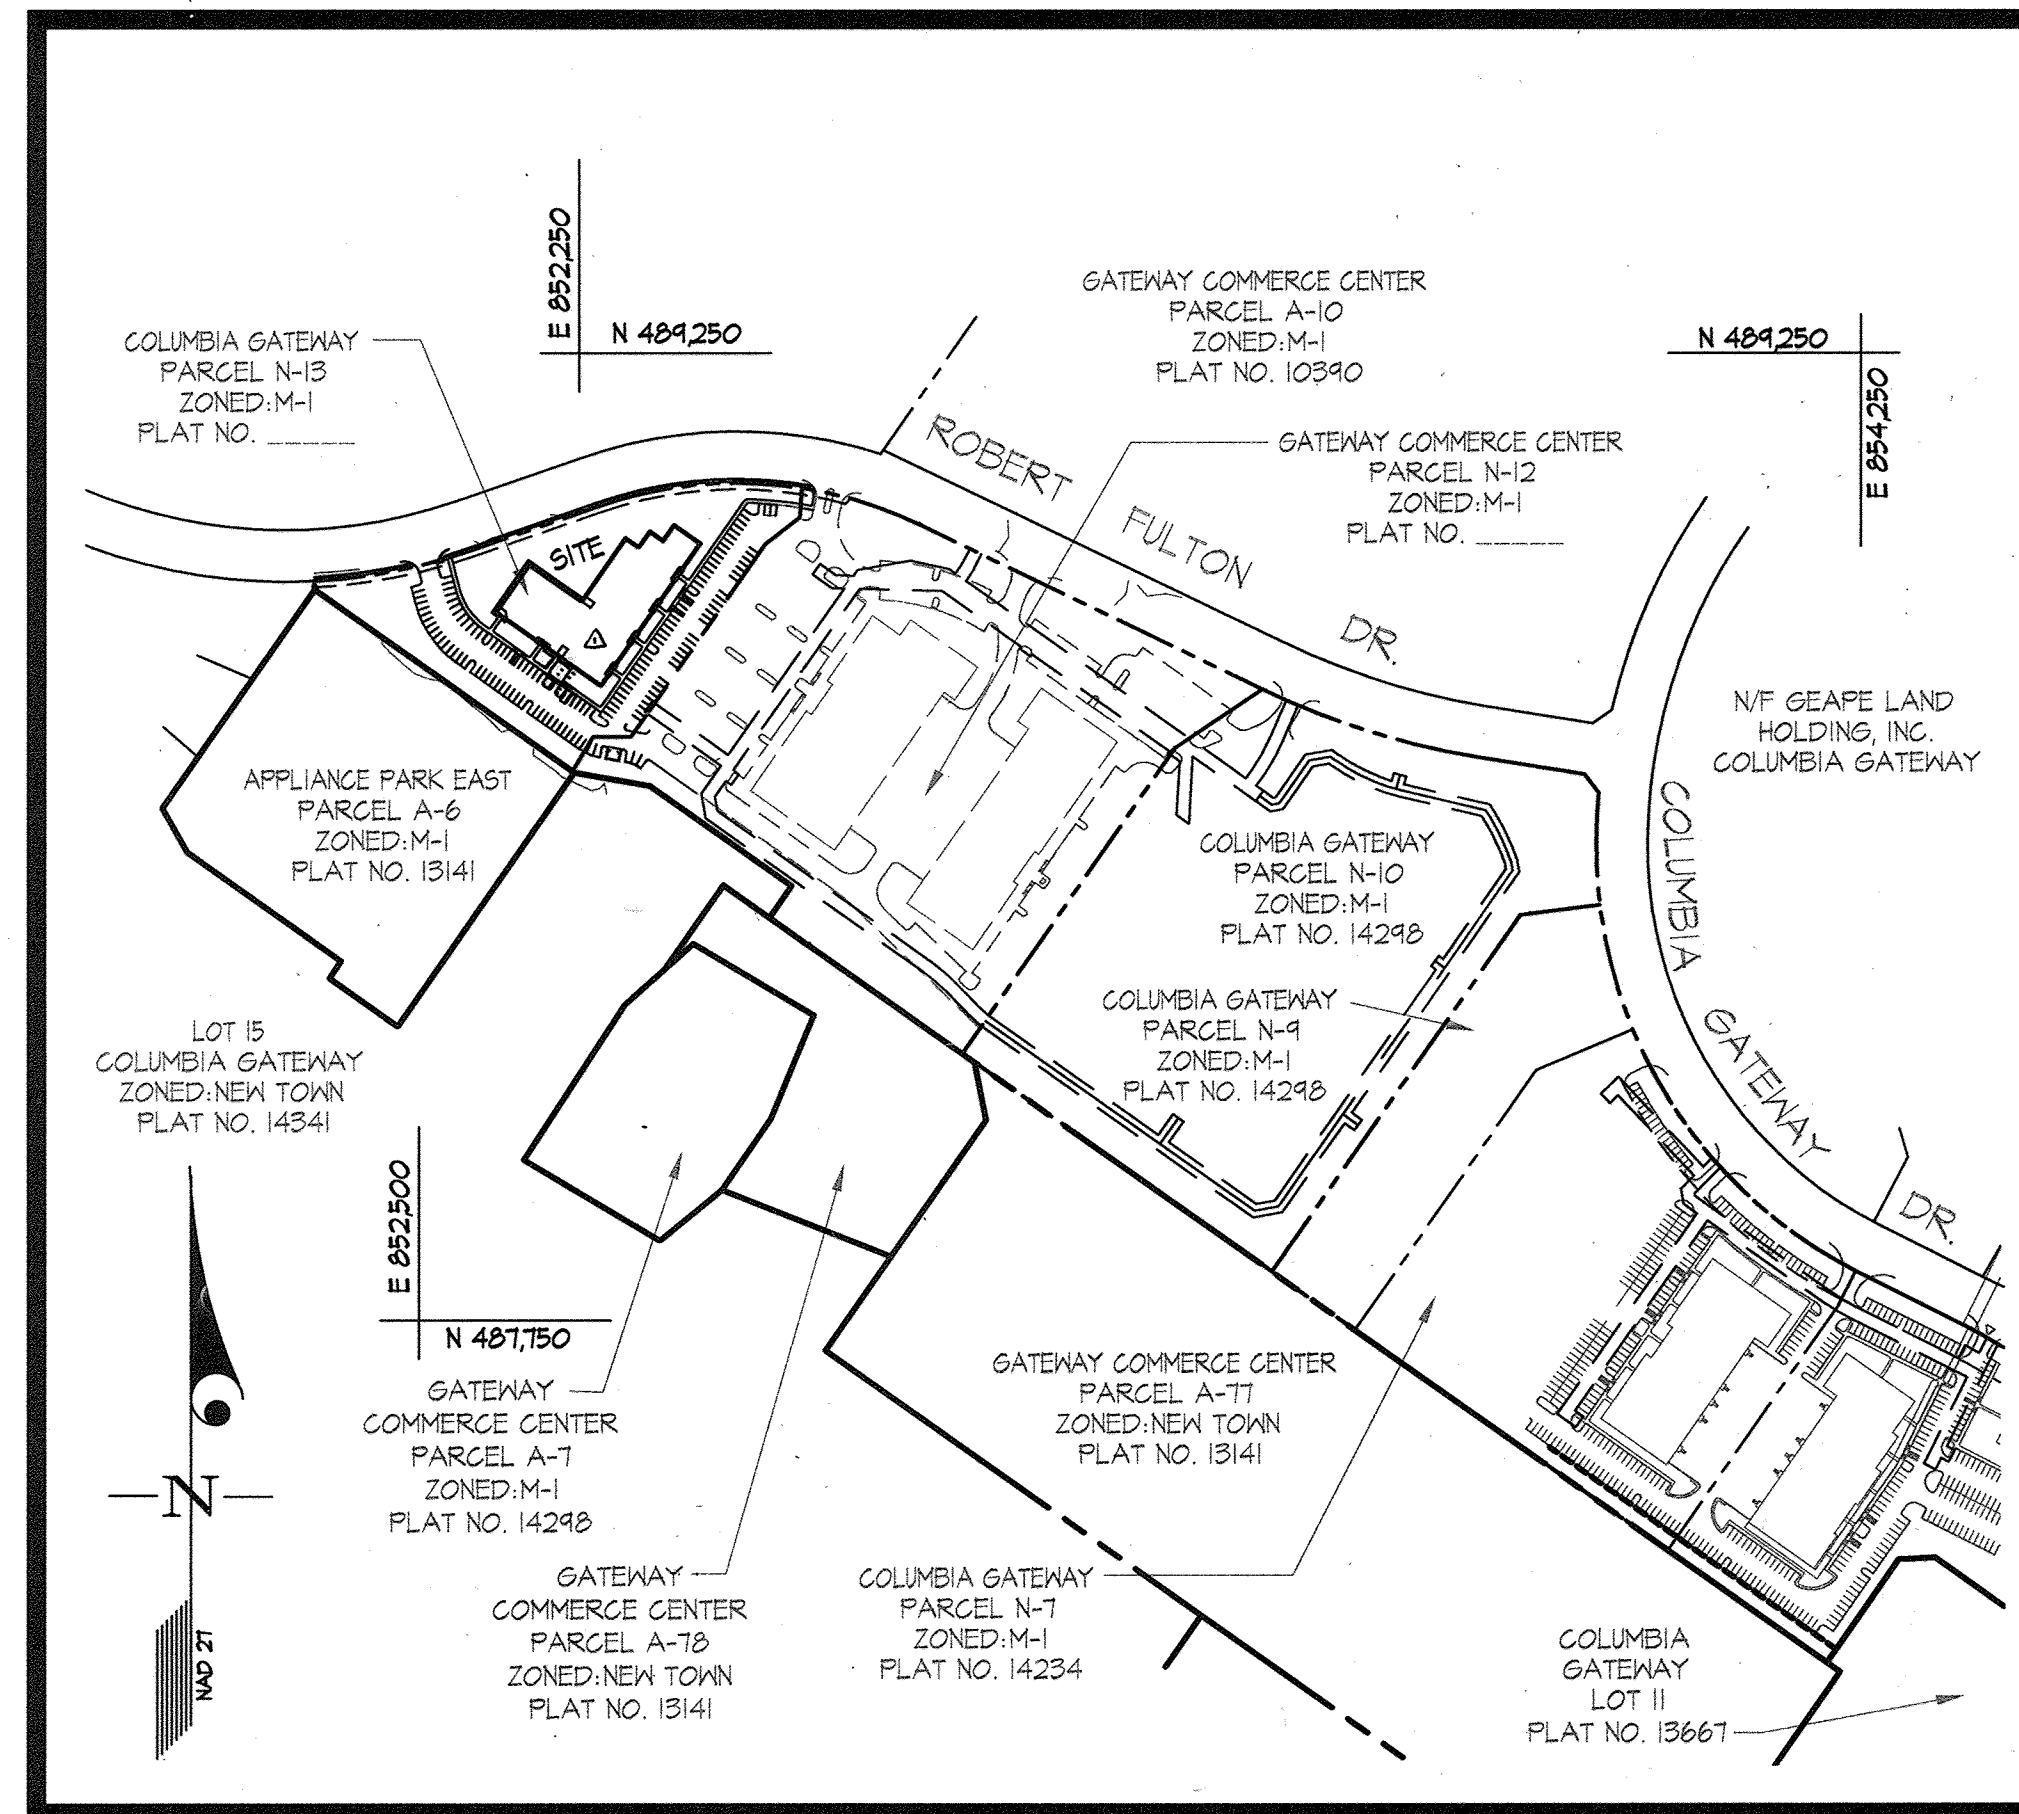 E 852,250
N 489,250
COLUMBIA GATEWAY
PARCEL N-13
ZONED:M-1
PLAT NO. _____
GATEWAY COMMERCE CENTER
PARCEL A-10
ZONED:M-1
PLAT NO. 10390
N 489,250
E 854,250
GATEWAY COMMERCE CENTER
PARCEL N-12
ZONED:M-1
PLAT NO. _____
ROBERT FULTON DR.
SITE
1
N/F GEAPE LAND
HOLDING, INC.
COLUMBIA GATEWAY
COLUMBIA GATEWAY DR.
APPLIANCE PARK EAST
PARCEL A-6
ZONED:M-1
PLAT NO. 13141
COLUMBIA GATEWAY
PARCEL N-10
ZONED:M-1
PLAT NO. 14298
COLUMBIA GATEWAY
PARCEL N-9
ZONED:M-1
PLAT NO. 14298
LOT 15
COLUMBIA GATEWAY
ZONED:NEW TOWN
PLAT NO. 14341
E 852,500
N 487,750
GATEWAY
COMMERCE CENTER
PARCEL A-7
ZONED:M-1
PLAT NO. 14298
GATEWAY COMMERCE CENTER
PARCEL A-77
ZONED:NEW TOWN
PLAT NO. 13141
N
NAD 27
GATEWAY
COMMERCE CENTER
PARCEL A-78
ZONED:NEW TOWN
PLAT NO. 13141
COLUMBIA GATEWAY
PARCEL N-7
ZONED:M-1
PLAT NO. 14234
COLUMBIA
GATEWAY
LOT 11
PLAT NO. 13667